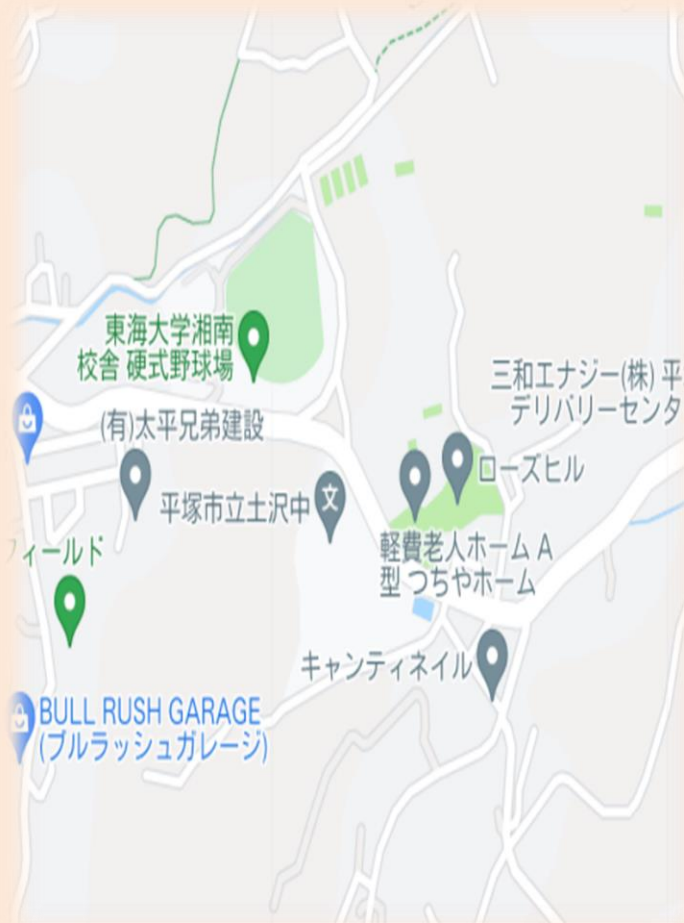 東海大学湘南
校舎 硬式野球場
三和エナジー(株) 平
デリバリーセンタ
(有)太平兄弟建設
ローズヒル
平塚市立土沢中
文
フィールド
軽費老人ホーム A
型 つちやホーム
キャンティネイル
BULL RUSH GARAGE
(ブルラッシュガレージ)